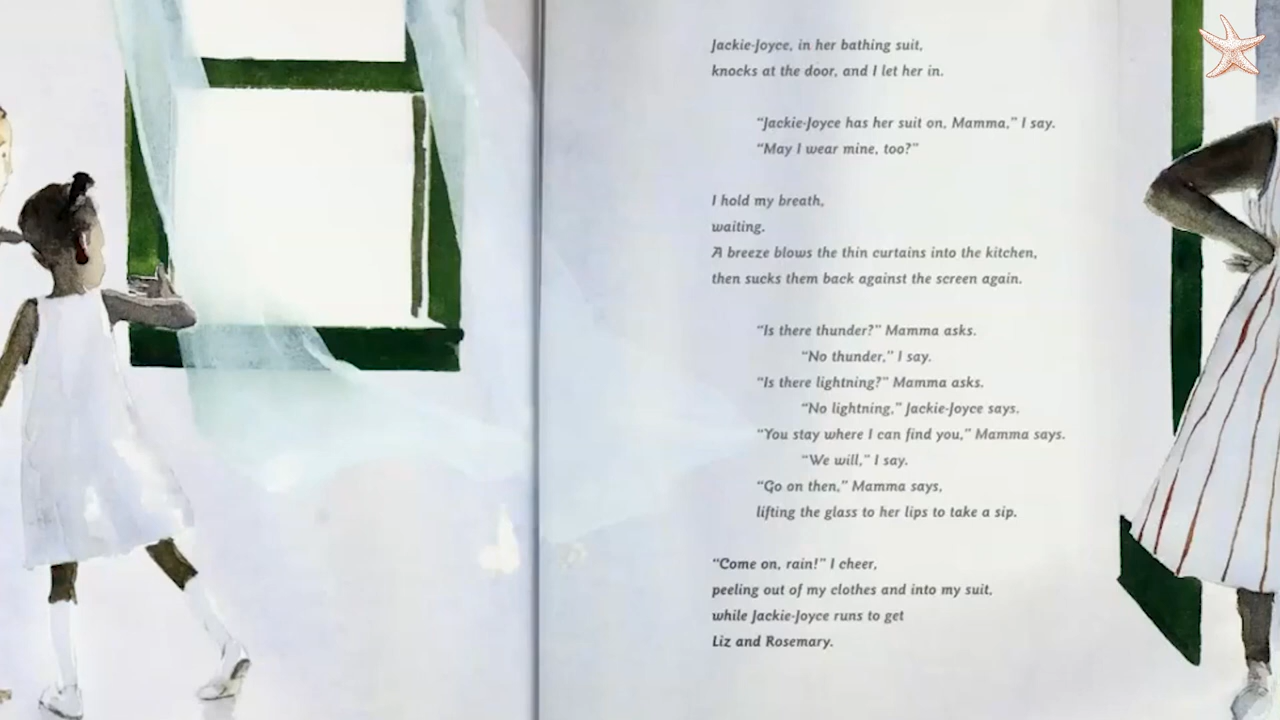 Jackie-Joyce, in her bathing suit,
knocks at the door, and I let her in.
“Jackie-Joyce has her suit on, Mamma,” I say.
“May I wear mine, too?”
I hold my breath,
waiting.
A breeze blows the thin curtains into the kitchen,
then sucks them back against the screen again.
“Is there thunder?” Mamma asks.
“No thunder,” I say.
“Is there lightning?” Mamma asks.
“No lightning,” Jackie-Joyce says.
“You stay where I can find you,” Mamma says.
“We will,” I say.
“Go on then,” Mamma says,
lifting the glass to her lips to take a sip.
“Come on, rain!” I cheer,
peeling out of my clothes and into my suit,
while Jackie-Joyce runs to get
Liz and Rosemary.